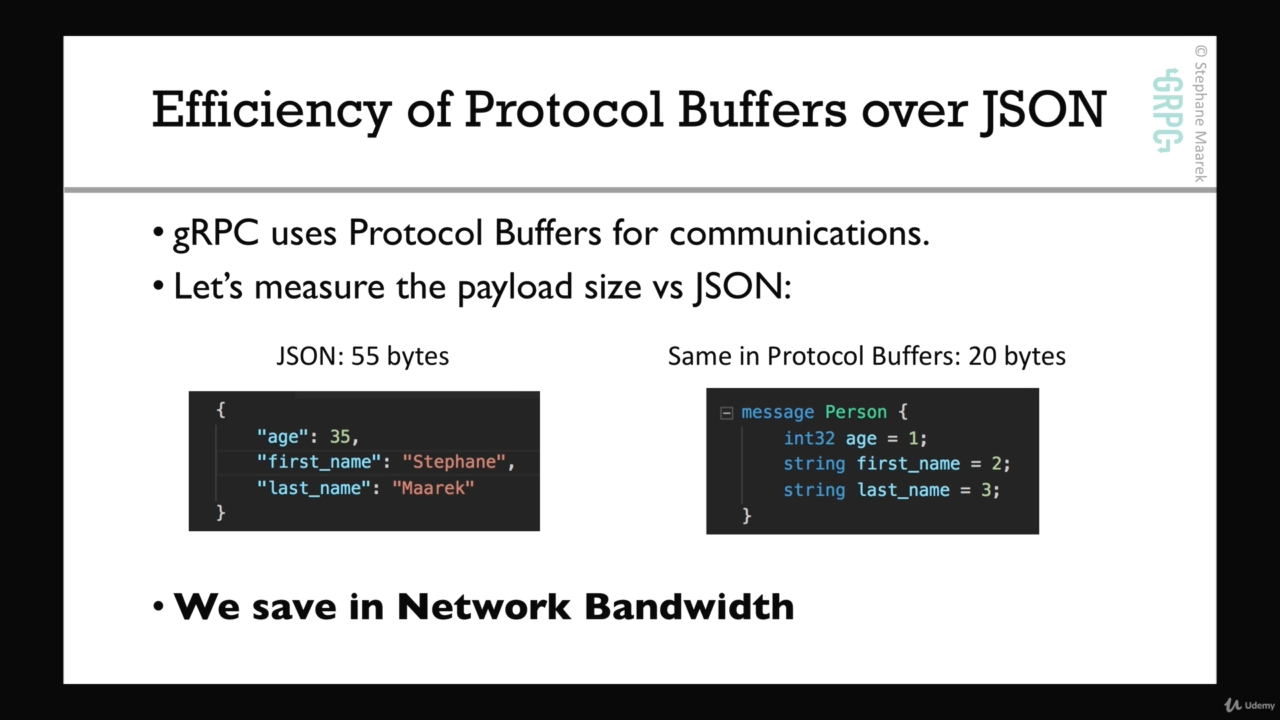 Efficiency of Protocol Buffers over JSON
GRPC
© Stephane Maarek
• gRPC uses Protocol Buffers for communications.
• Let's measure the payload size vs JSON:
JSON: 55 bytes
{
"age": 35,
"first_name": "Stephane",
"last_name": "Maarek"
}
Same in Protocol Buffers: 20 bytes
message Person {
int32 age = 1;
string first_name = 2;
string last_name = 3;
}
• We save in Network Bandwidth
Udemy